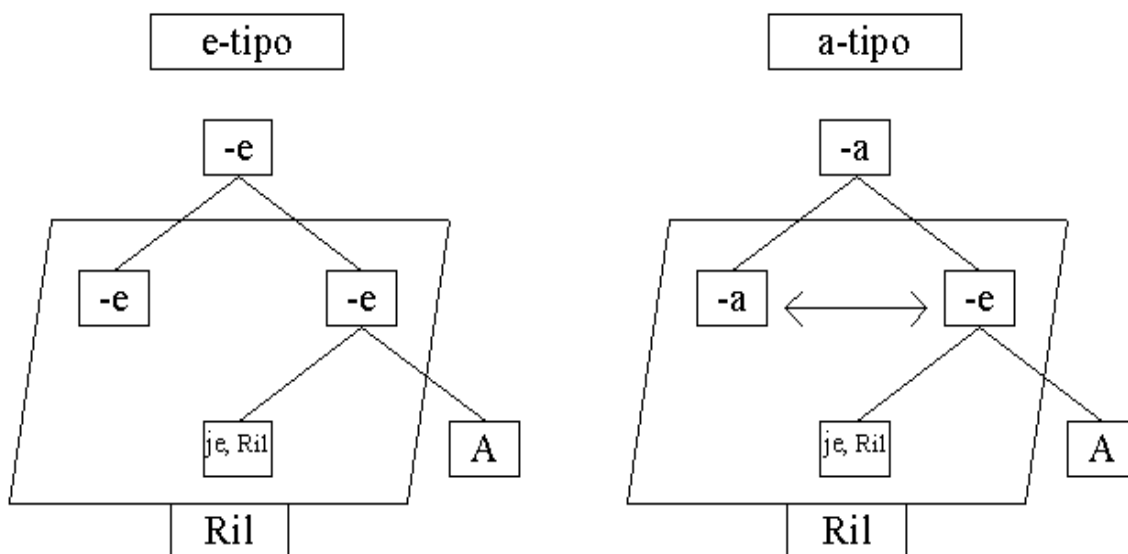 e-tipo a-tipo
-e -a
-e -e -a -e
je, Ril A je, Ril A
Ril Ril